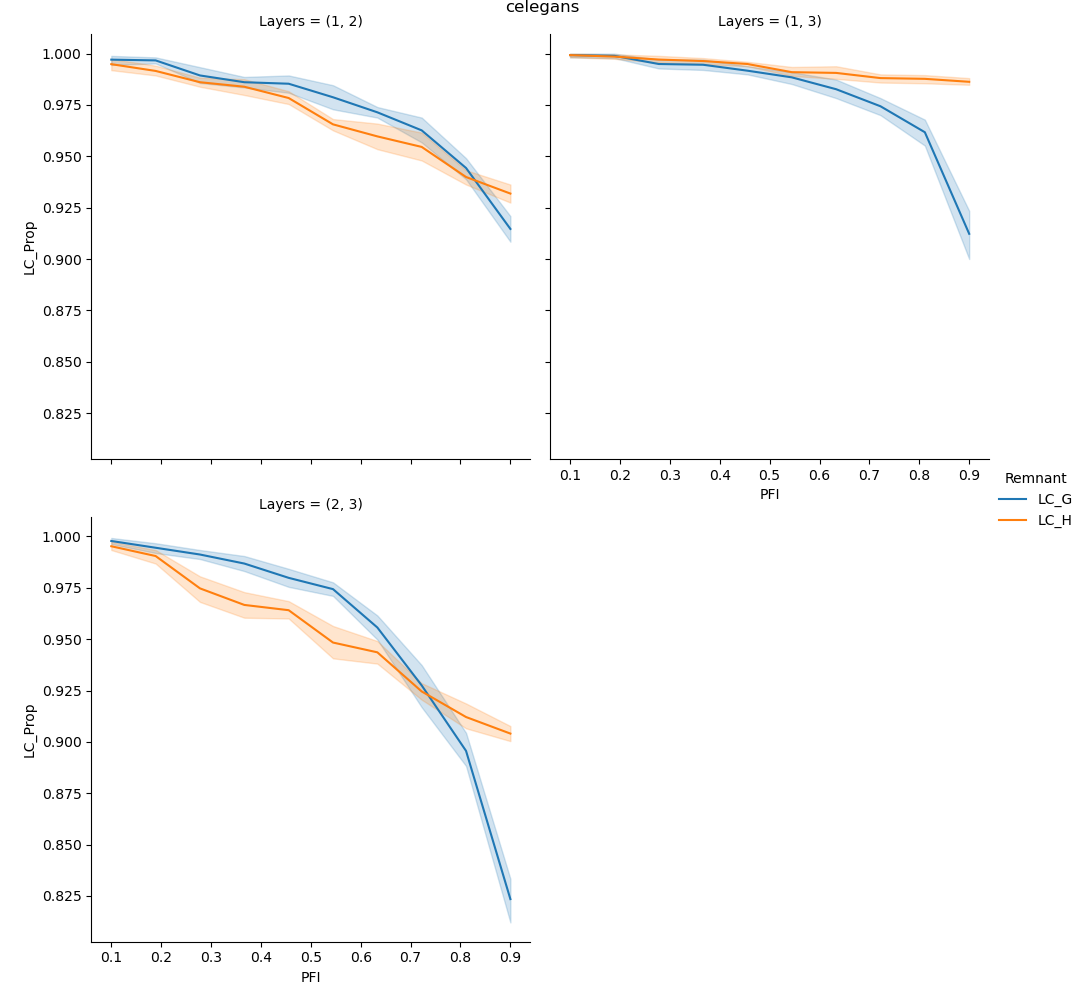 celegans
Layers = (1, 2)
Layers = (1, 3)
1.000
0.975
0.950
0.925
0.900
0.875
0.850
0.825
LC_Prop
0.1 0.2 0.3 0.4 0.5 0.6 0.7 0.8 0.9
PFI
Remnant
LC_G
LC_H
Layers = (2, 3)
1.000
0.975
0.950
0.925
0.900
0.875
0.850
0.825
LC_Prop
0.1 0.2 0.3 0.4 0.5 0.6 0.7 0.8 0.9
PFI